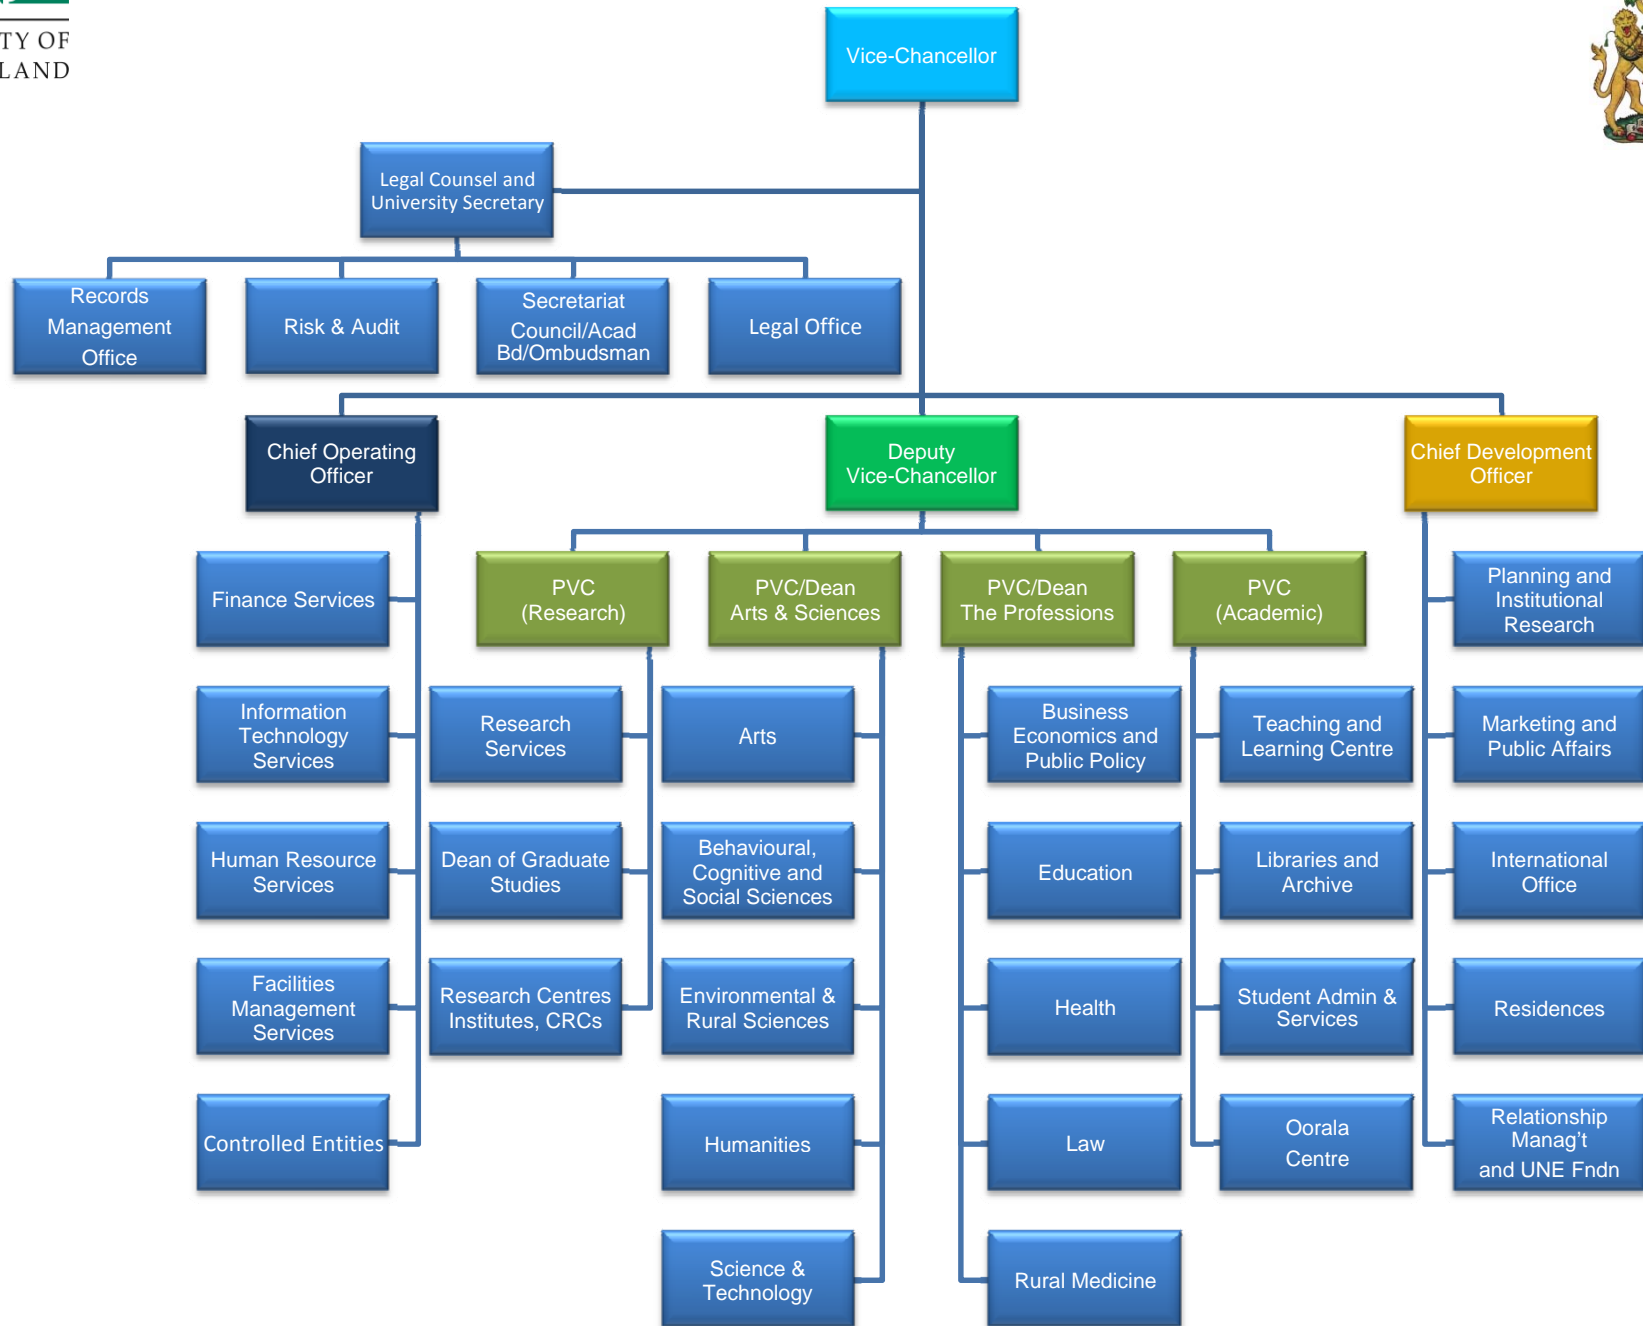 TY OF
LAND
Vice-Chancellor
Legal Counsel and
University Secretary
Records
Management
Office
Risk & Audit
Secretariat
Council/Acad
Bd/Ombudsman
Legal Office
Chief Operating
Officer
Deputy
Vice-Chancellor
Chief Development
Officer
Finance Services
PVC
(Research)
PVC/Dean
Arts & Sciences
PVC/Dean
The Professions
PVC
(Academic)
Planning and
Institutional
Research
Information
Technology
Services
Research
Services
Arts
Business
Economics and
Public Policy
Teaching and
Learning Centre
Marketing and
Public Affairs
Human Resource
Services
Dean of Graduate
Studies
Behavioural,
Cognitive and
Social Sciences
Education
Libraries and
Archive
International
Office
Facilities
Management
Services
Research Centres
Institutes, CRCs
Environmental &
Rural Sciences
Health
Student Admin &
Services
Residences
Controlled Entities
Humanities
Law
Oorala
Centre
Relationship
Manag't
and UNE Fndn
Science &
Technology
Rural Medicine